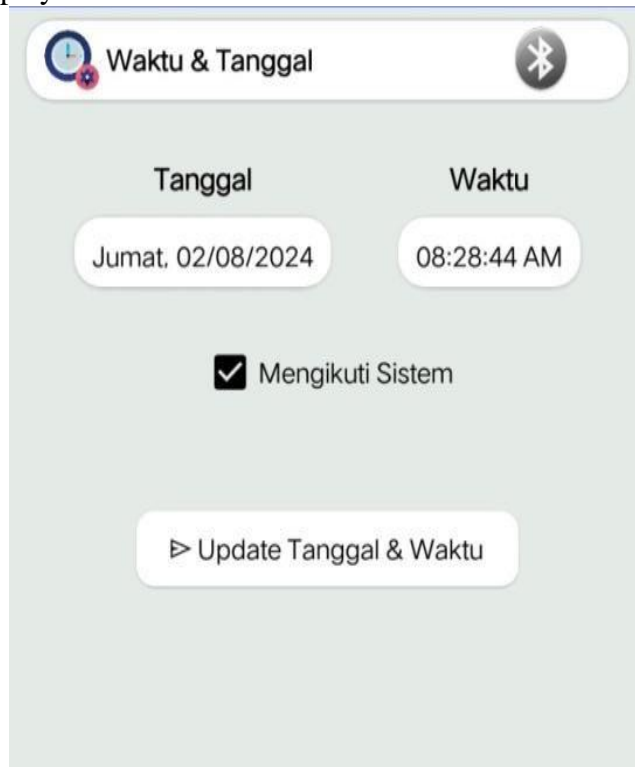 Waktu & Tanggal
Tanggal Waktu
Jumat, 02/08/2024 08:28:44 AM
Mengikuti Sistem
Update Tanggal & Waktu